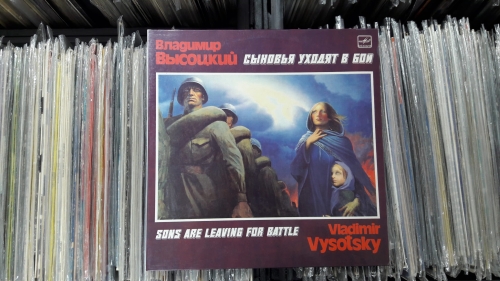 Владимир
Высоцкий
СЫНОВЬЯ УХОДЯТ В БОЙ
SONS ARE LEAVING FOR BATTLE
Vladimir
Vysotsky